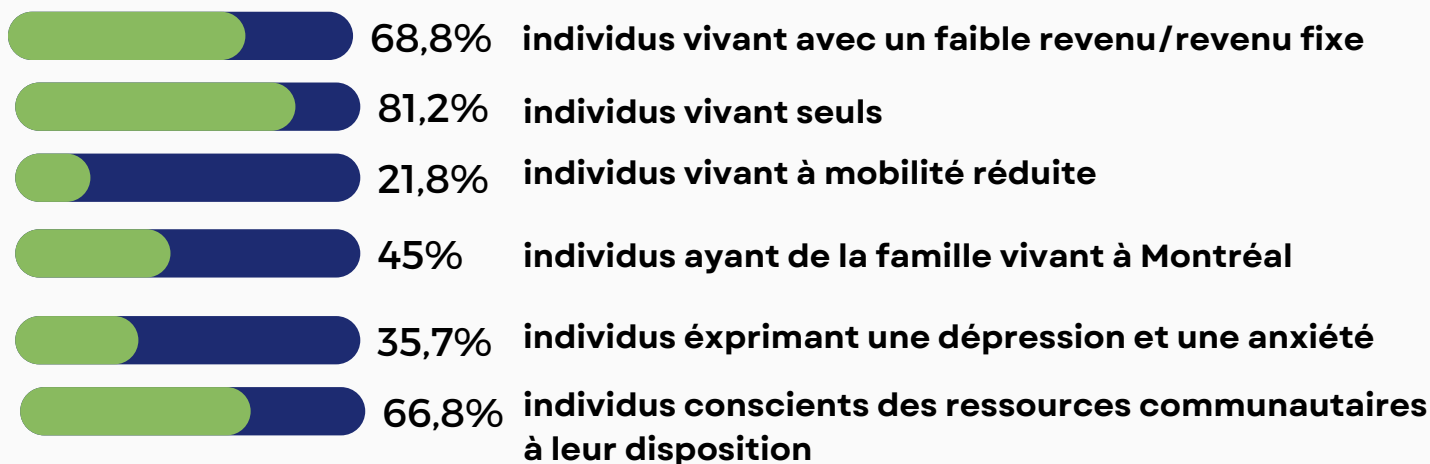 68,8% individus vivant avec un faible revenu/revenu fixe
81,2% individus vivant seuls
21,8% individus vivant à mobilité réduite
45% individus ayant de la famille vivant à Montréal
35,7% individus éxprimant une dépression et une anxiété
66,8% individus conscients des ressources communautaires
à leur disposition